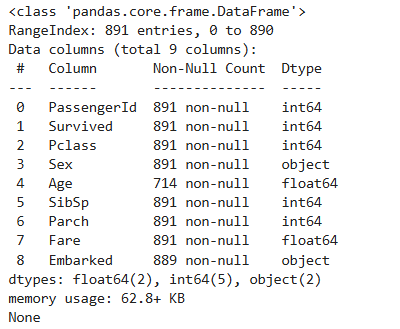 <class 'pandas.core.frame.DataFrame'>
RangeIndex: 891 entries, 0 to 890
Data columns (total 9 columns):
 #   Column       Non-Null Count  Dtype
---  ------       --------------  -----
 0   PassengerId  891 non-null    int64
 1   Survived     891 non-null    int64
 2   Pclass       891 non-null    int64
 3   Sex          891 non-null    object
 4   Age          714 non-null    float64
 5   SibSp        891 non-null    int64
 6   Parch        891 non-null    int64
 7   Fare         891 non-null    float64
 8   Embarked     889 non-null    object
dtypes: float64(2), int64(5), object(2)
memory usage: 62.8+ KB
None